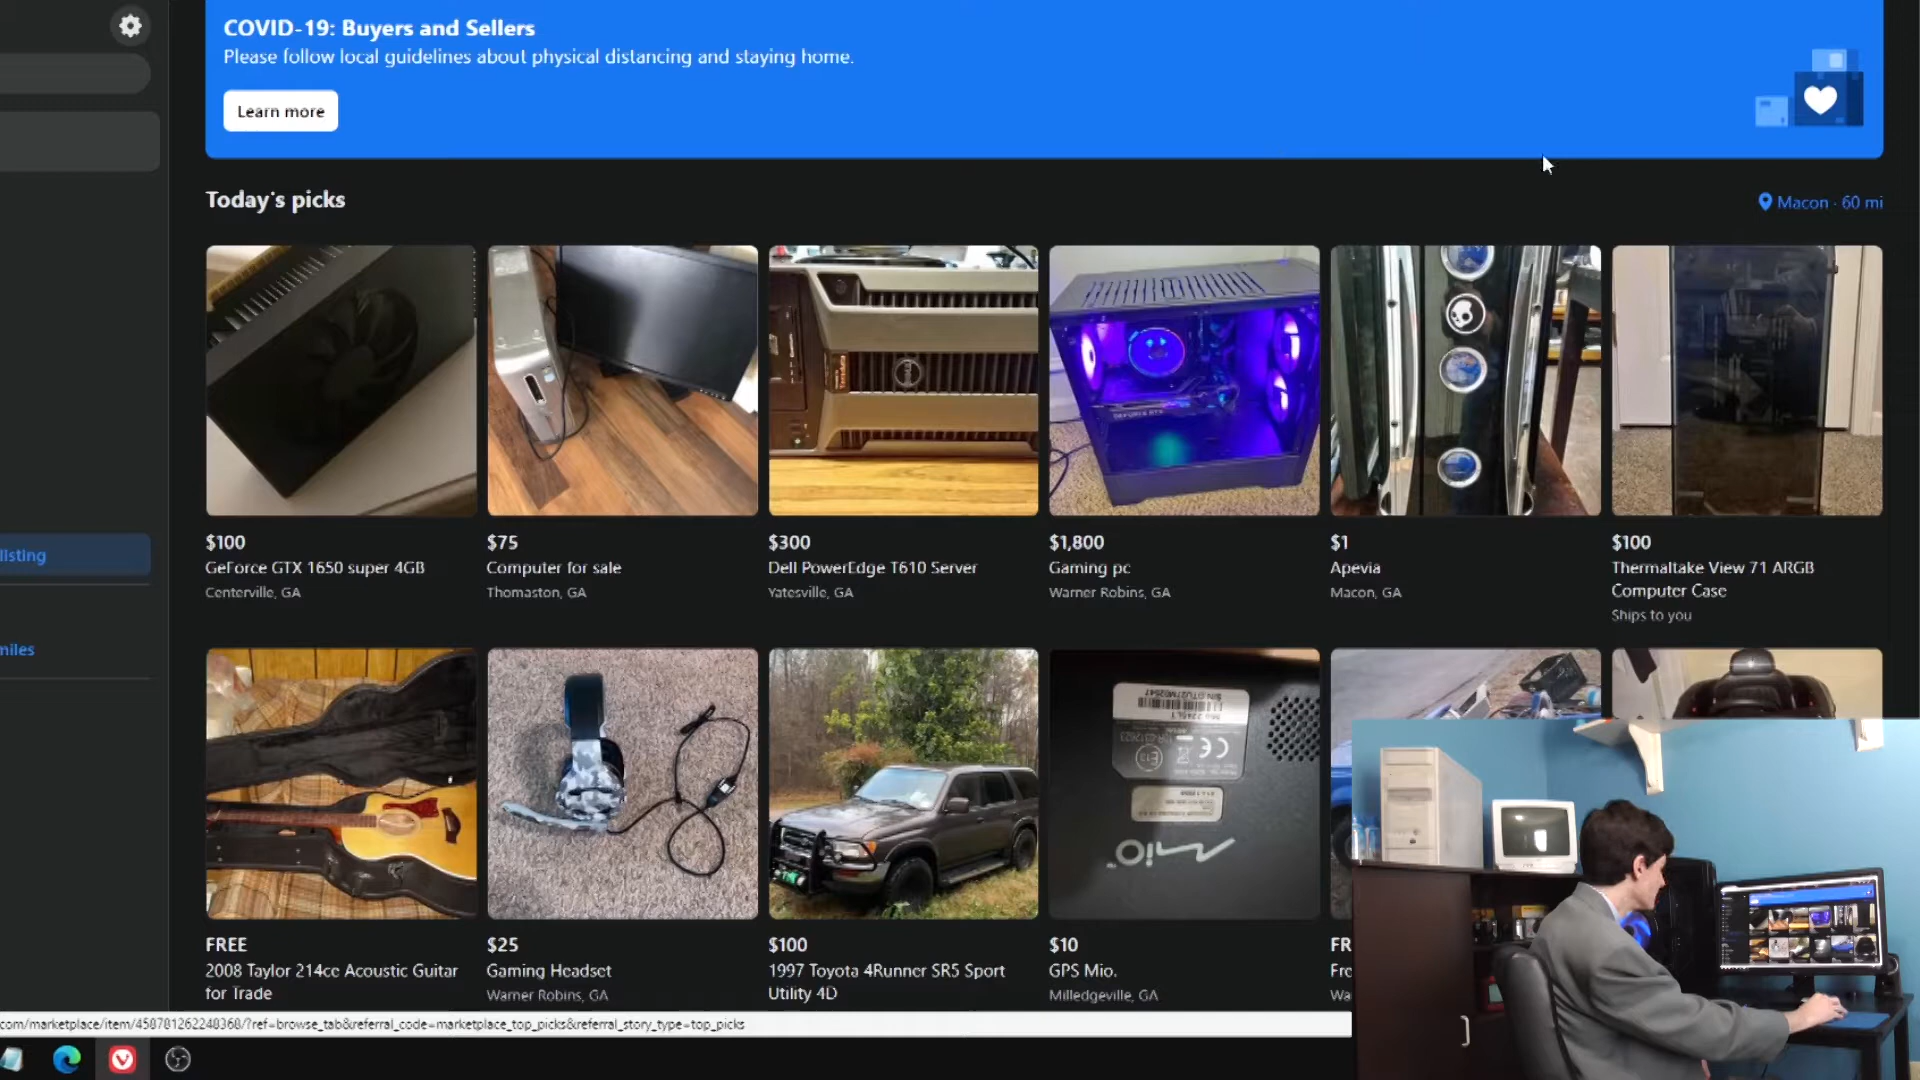 COVID-19: Buyers and Sellers
Please follow local guidelines about physical distancing and staying home.
Learn more
Today's picks
Macon · 60 mi
$100
GeForce GTX 1650 super 4GB
Centerville, GA
$75
Computer for sale
Thomaston, GA
$300
Dell PowerEdge T610 Server
Yatesville, GA
$1,800
Gaming pc
Warner Robins, GA
$1
Apevia
Macon, GA
$100
Thermaltake View 71 ARGB
Computer Case
Ships to you
listing
miles
Mio
FREE
2008 Taylor 214ce Acoustic Guitar
for Trade
$25
Gaming Headset
Warner Robins, GA
$100
1997 Toyota 4Runner SR5 Sport
Utility 4D
$10
GPS Mio.
Milledgeville, GA
FR
Fre
Wa
com/marketplace/item/458781262248368/?ref=browse_tab&referral_code=marketplace_top_picks&referral_story_type=top_picks